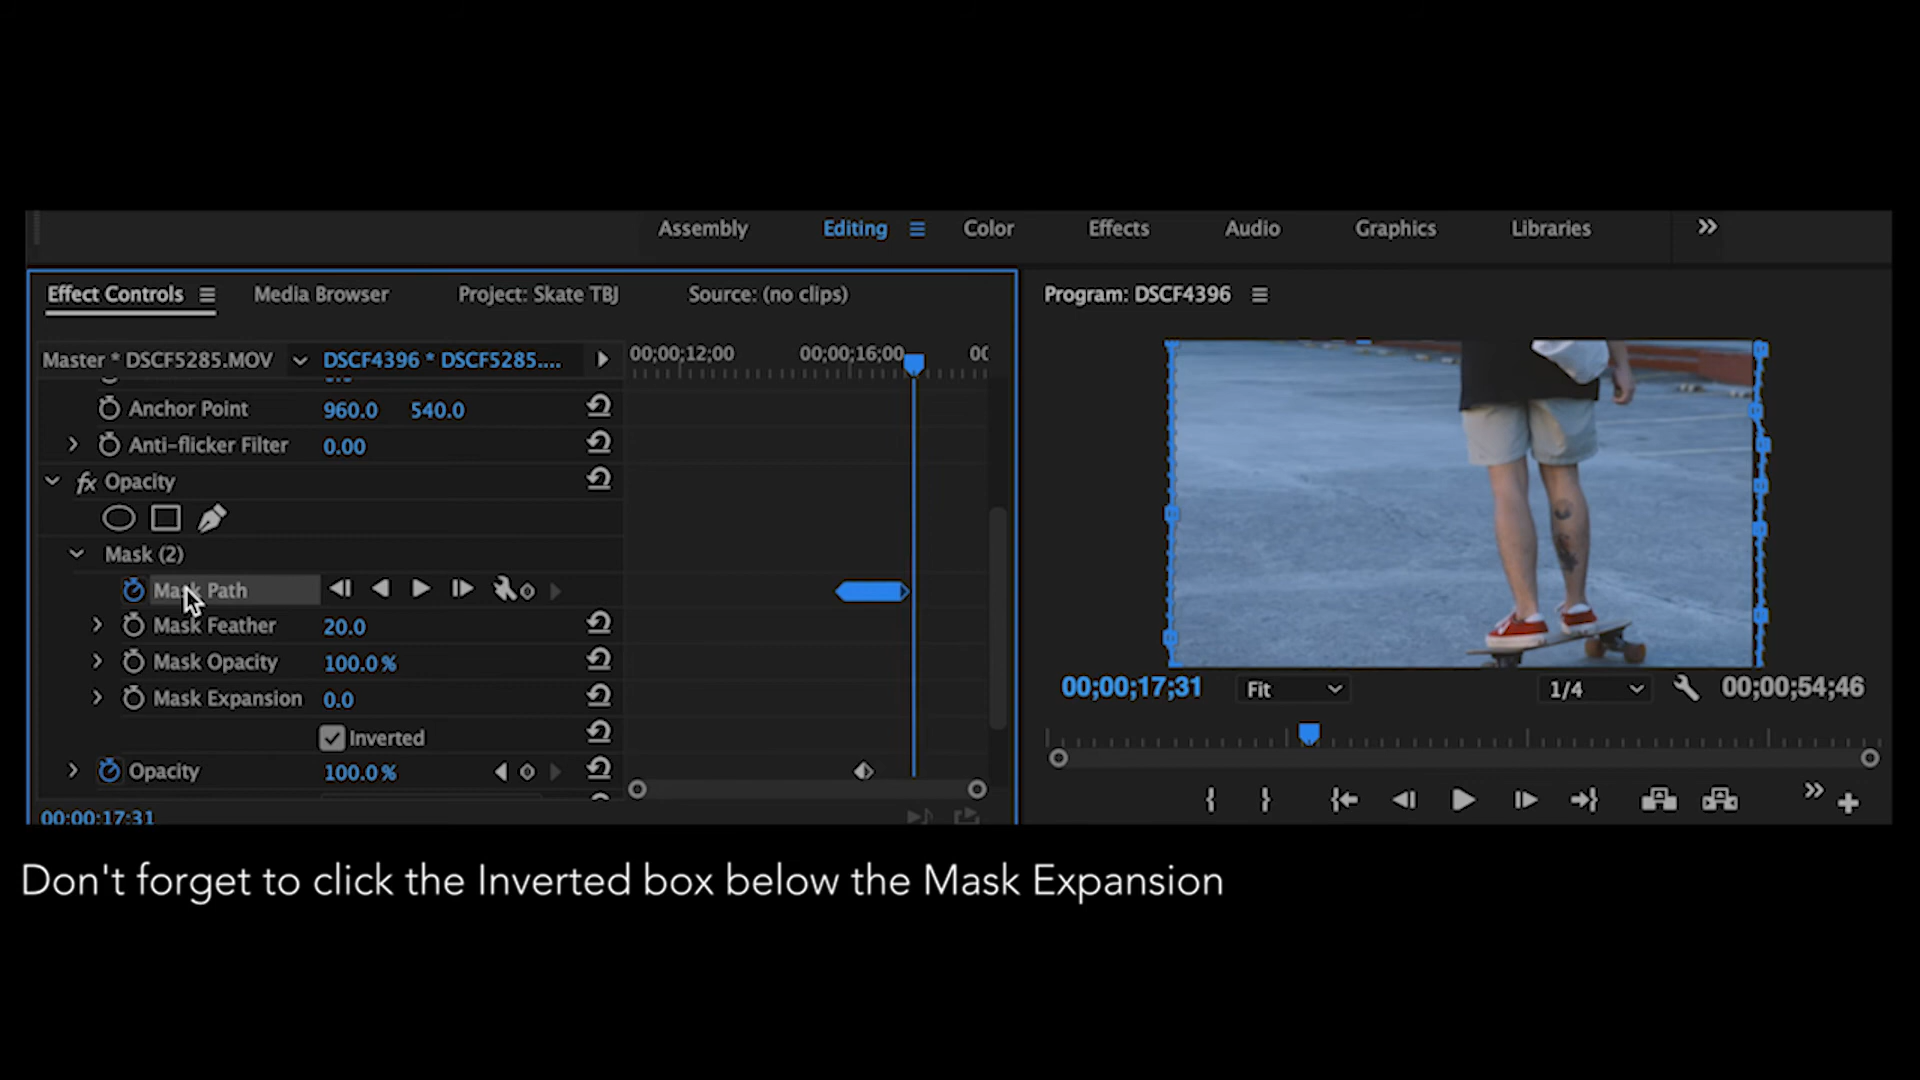 Assembly Editing Color Effects Audio Graphics Libraries
Effect Controls Media Browser Project: Skate TBJ Source: (no clips) Program: DSCF4396
Master * DSCF5285.MOV DSCF4396 * DSCF5285.... 00;00;12;00 00;00;16;00
Anchor Point 960.0 540.0
Anti-flicker Filter 0.00
fx Opacity
Mask (2)
Mask Path
Mask Feather 20.0
Mask Opacity 100.0 %
Mask Expansion 0.0
Inverted
Opacity 100.0 %
00;00;17;31
00;00;17;31 Fit 1/4 00;00;54;46
Don't forget to click the Inverted box below the Mask Expansion